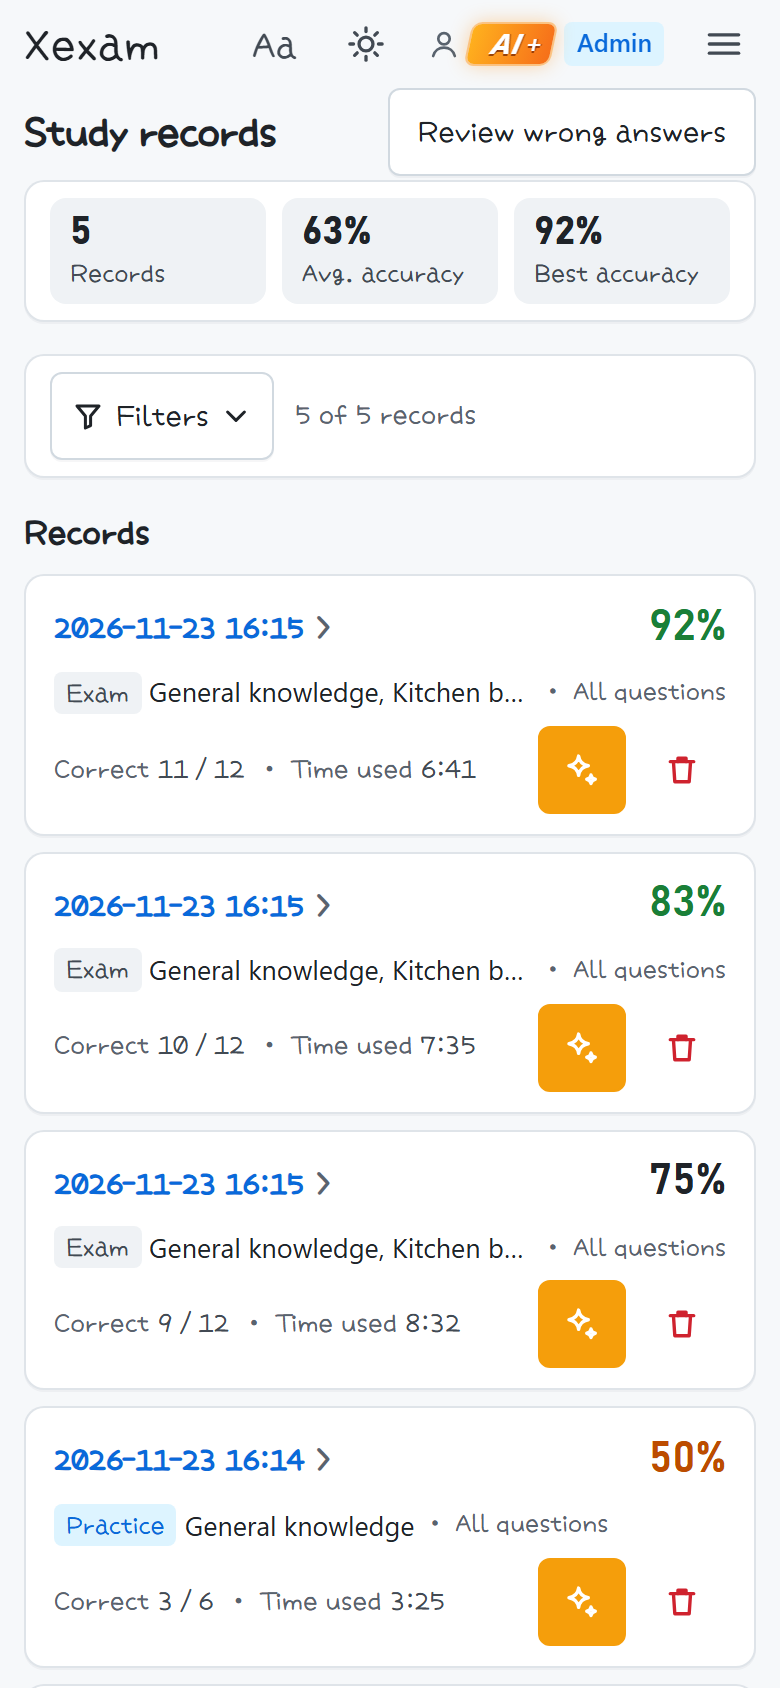 Xexam Aa AI+ Admin
Study records Review wrong answers
5 63% 92%
Records Avg. accuracy Best accuracy
Filters 5 of 5 records
Records
2026-11-23 16:15 92%
Exam General knowledge, Kitchen b... • All questions
Correct 11 / 12 • Time used 6:41
2026-11-23 16:15 83%
Exam General knowledge, Kitchen b... • All questions
Correct 10 / 12 • Time used 7:35
2026-11-23 16:15 75%
Exam General knowledge, Kitchen b... • All questions
Correct 9 / 12 • Time used 8:32
2026-11-23 16:14 50%
Practice General knowledge • All questions
Correct 3 / 6 • Time used 3:25